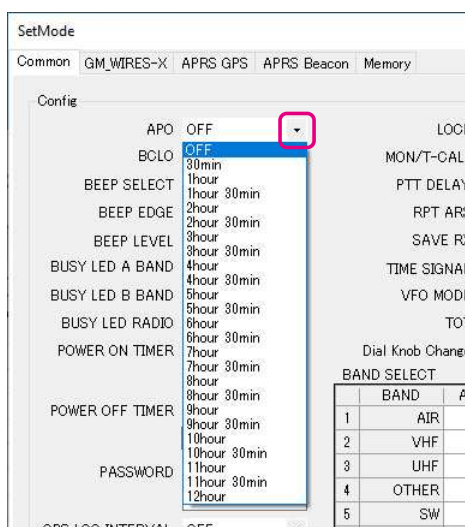 SetMode
Common GM_WIRES-X APRS GPS APRS Beacon Memory
Config
APO OFF
BCLO
BEEP SELECT
BEEP EDGE
BEEP LEVEL
BUSY LED A BAND
BUSY LED B BAND
BUSY LED RADIO
POWER ON TIMER
POWER OFF TIMER
PASSWORD
OFF
30min
1hour
1hour 30min
2hour
2hour 30min
3hour
3hour 30min
4hour
4hour 30min
5hour
5hour 30min
6hour
6hour 30min
7hour
7hour 30min
8hour
8hour 30min
9hour
9hour 30min
10hour
10hour 30min
11hour
11hour 30min
12hour
MON/T-CAL
PTT DELAY
RPT ARS
SAVE R
TIME SIGNA
VFO MOD
TO
Dial Knob Change
BAND SELECT
BAND A
1 AIR
2 VHF
3 UHF
4 OTHER
5 SW